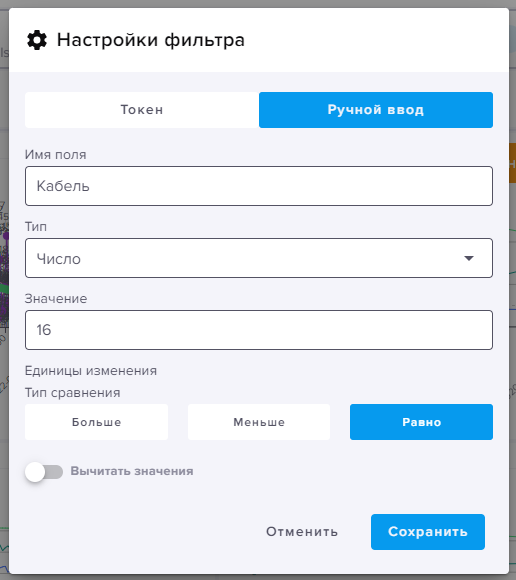 Настройки фильтра
Токен
Ручной ввод
Имя поля
Кабель
Тип
Число
Значение
16
Единицы изменения
Тип сравнения
Больше
Меньше
Равно
Вычитать значения
Отменить
Сохранить